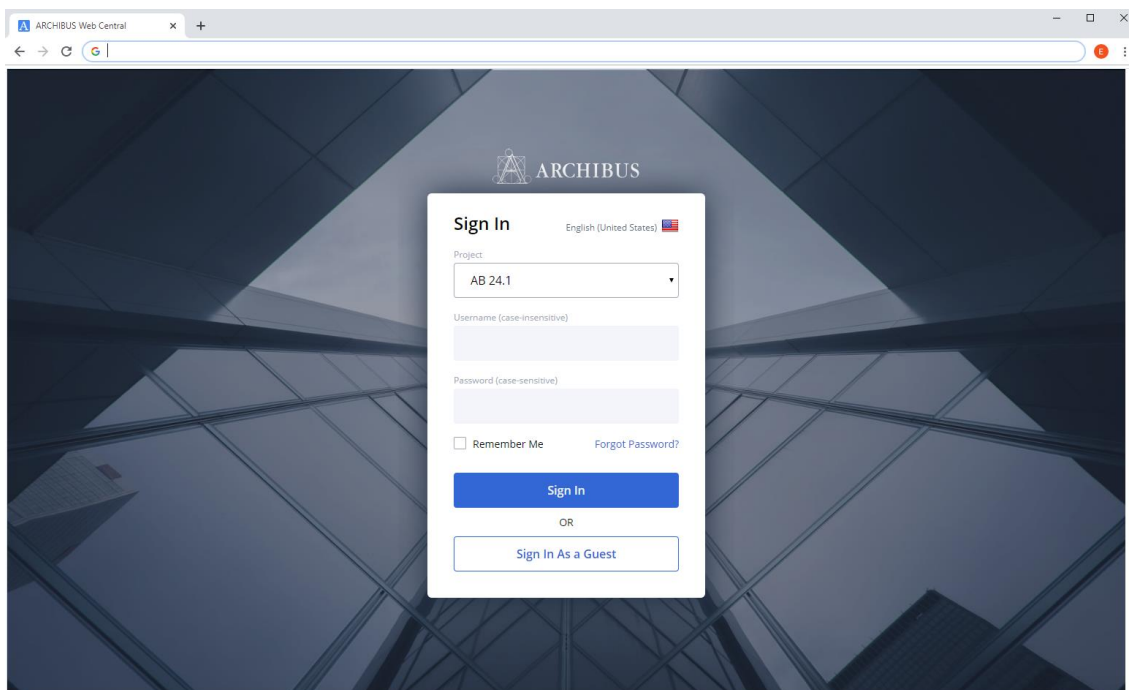 ARCHIBUS Web Central
E
ARCHIBUS
Sign In
English (United States)
Project
AB 24.1
Username (case-insensitive)
Password (case-sensitive)
Remember Me
Forgot Password?
Sign In
OR
Sign In As a Guest